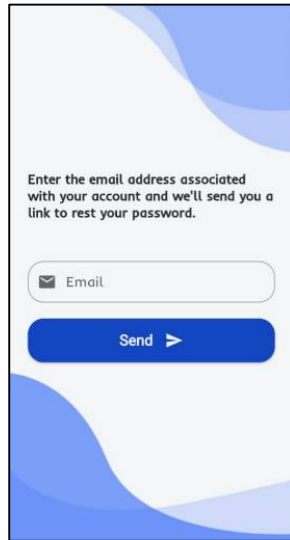 Enter the email address associated
with your account and we'll send you a
link to rest your password.
Email
Send